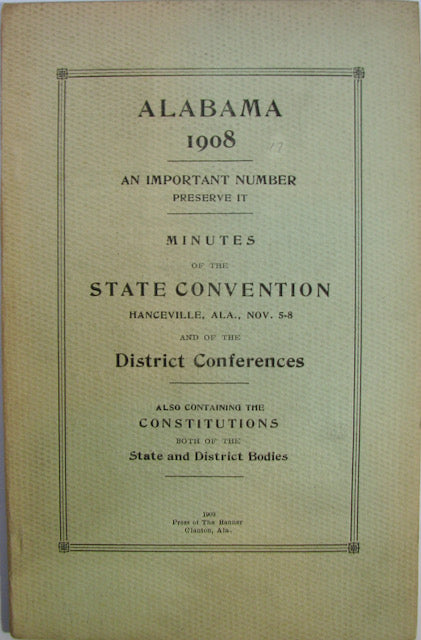 ALABAMA
1908
AN IMPORTANT NUMBER
PRESERVE IT
MINUTES
OF THE
STATE CONVENTION
HANCEVILLE, ALA., NOV. 5-8
AND OF THE
District Conferences
ALSO CONTAINING THE
CONSTITUTIONS
BOTH OF THE
State and District Bodies
1909
Press of The Banner
Clanton, Ala.